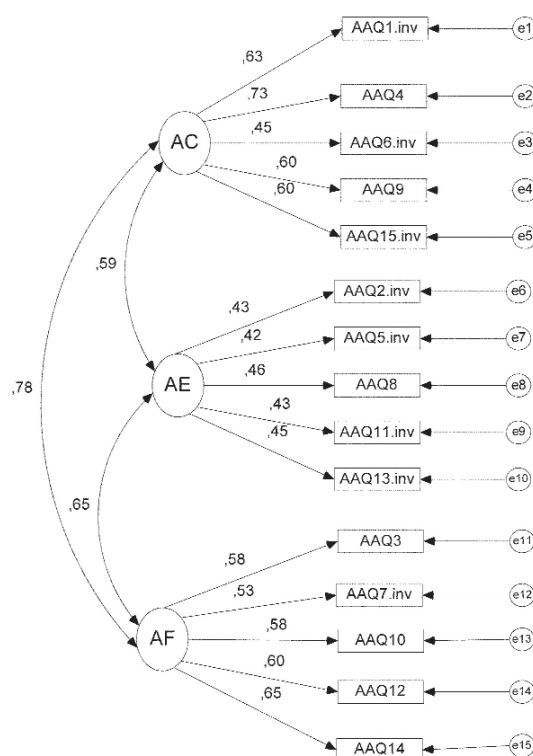 AAQ1.inv e1
,63
,73
AAQ4 e2
,45
AC AAQ6.inv e3
,60
AAQ9 e4
,60
AAQ15.inv e5
,59
AAQ2.inv e6
,43
,42
AAQ5.inv e7
,78
,46
AE AAQ8 e8
,43
AAQ11.inv e9
,45
AAQ13.inv e10
,65
AAQ3 e11
,58
,53
AAQ7.inv e12
,58
AF AAQ10 e13
,60
AAQ12 e14
,65
AAQ14 e15